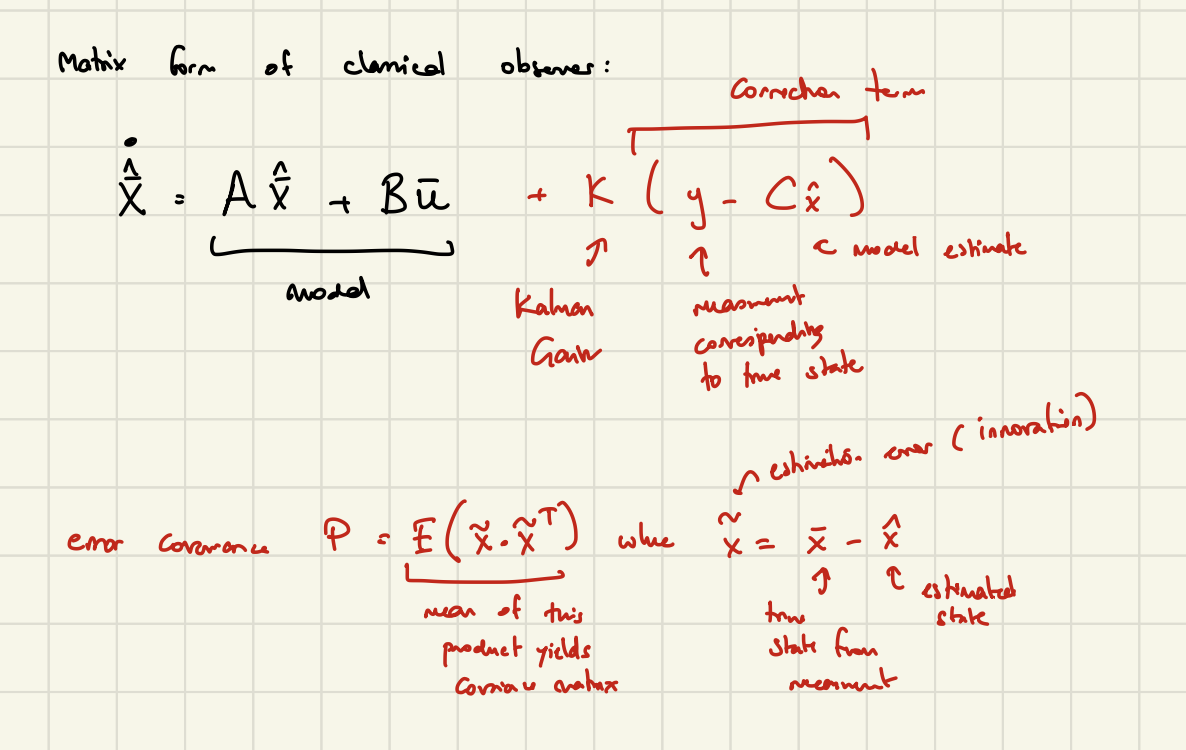 Matrix form of classical observer:
Correction term
$\dot{\hat{\bar{x}}} = A\hat{\bar{x}} + B\bar{u} + K(y - C\hat{x})$
model
Kalman
Gain
measurement
corresponding
to true state
model estimate
estimation error (innovation)
error covariance $P = E(\tilde{x} \cdot \tilde{x}^T)$ where $\tilde{x} = \bar{x} - \hat{x}$
mean of this
product yields
matrix
true
state from
measurement
estimated
state